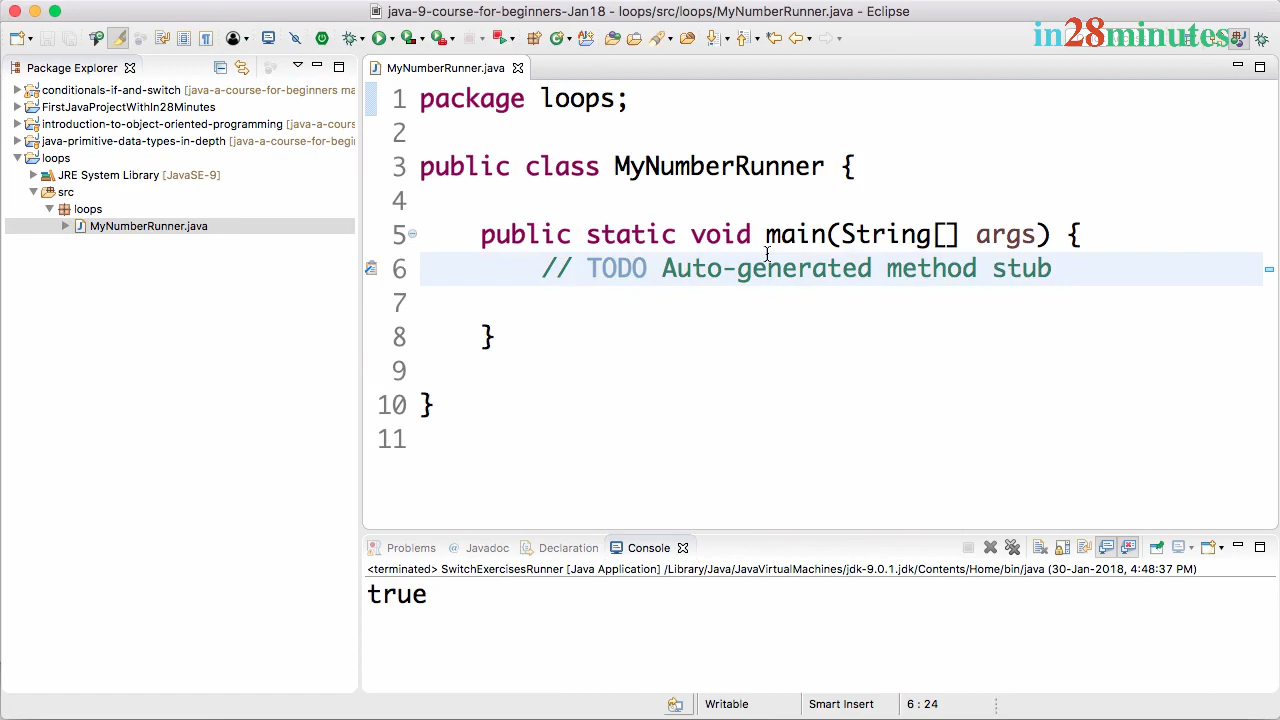 java-9-course-for-beginners-Jan18 - loops/src/loops/MyNumberRunner.java - Eclipse
in28minutes
Package Explorer
conditionals-if-and-switch [java-a-course-for-beginners ma
FirstJavaProjectWithIn28Minutes
introduction-to-object-oriented-programming [java-a-cours
java-primitive-data-types-in-depth [java-a-course-for-begi
loops
JRE System Library [JavaSE-9]
src
loops
MyNumberRunner.java
MyNumberRunner.java
1 package loops;
2
3 public class MyNumberRunner {
4
5 public static void main(String[] args) {
6 // TODO Auto-generated method stub
7
8 }
9
10 }
11
Problems @ Javadoc Declaration Console
<terminated> SwitchExercisesRunner [Java Application] /Library/Java/JavaVirtualMachines/jdk-9.0.1.jdk/Contents/Home/bin/java (30-Jan-2018, 4:48:37 PM)
true
Writable Smart Insert 6 : 24